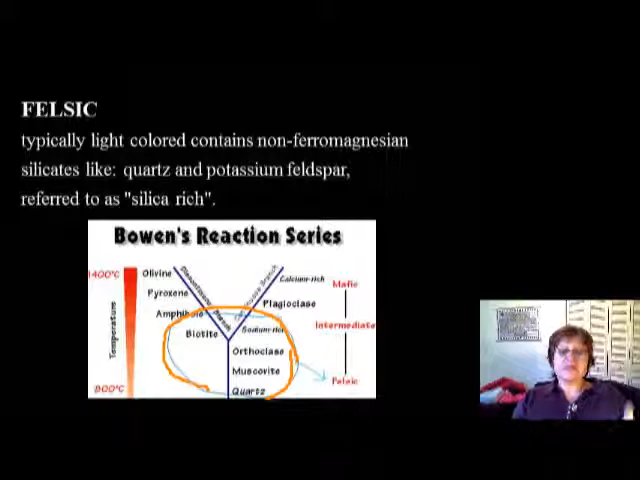 FELSIC
typically light colored contains non-ferromagnesian
silicates like: quartz and potassium feldspar,
referred to as "silica rich".
Bowen's Reaction Series
1400°C
Olivine
Calcium-rich
Mafic
Pyroxene
Plagioclase
Amphibole
Discontinuous Branch
Temperature
Biotite
Sodium-rich
Intermediate
Orthoclase
Muscovite
Felsic
800°C
Quartz